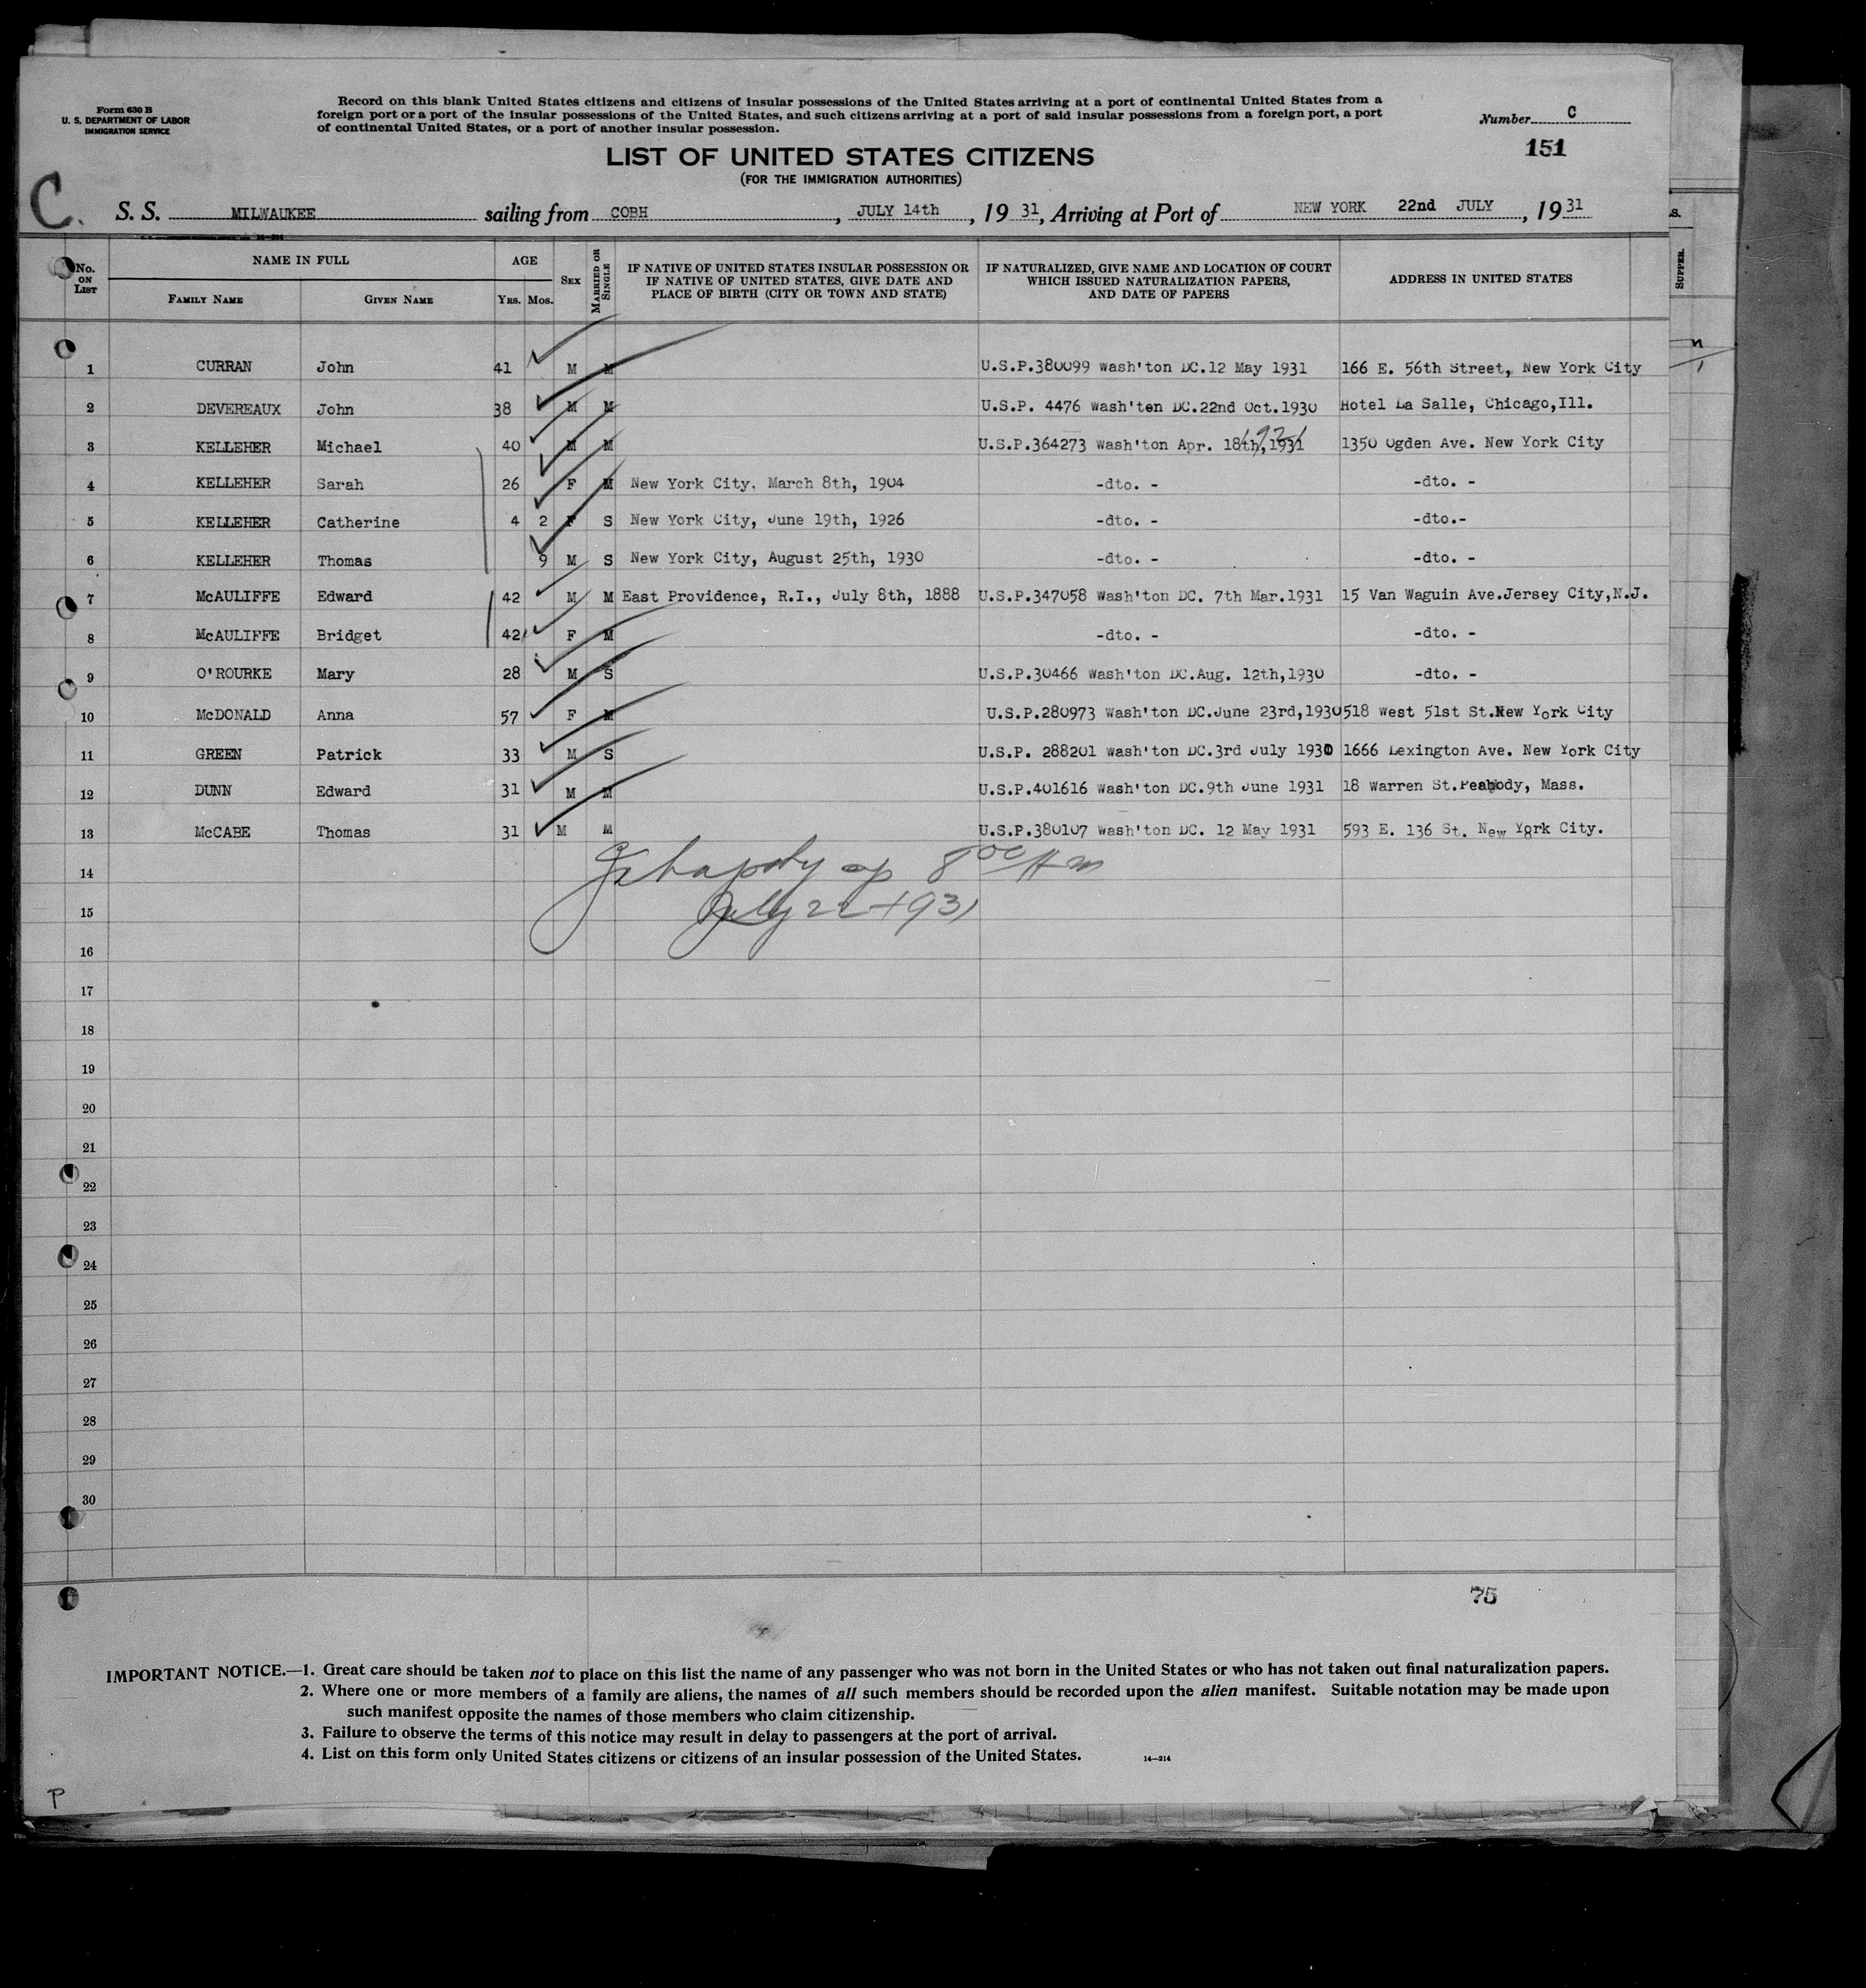 Form 630 B
U. S. DEPARTMENT OF LABOR
IMMIGRATION SERVICE
Record on this blank United States citizens and citizens of insular possessions of the United States arriving at a port of continental United States from a
foreign port or a port of the insular possessions of the United States, and such citizens arriving at a port of said insular possessions from a foreign port, a port
of continental United States, or a port of another insular possession.
Number C
151
LIST OF UNITED STATES CITIZENS
(FOR THE IMMIGRATION AUTHORITIES)
C. S. S. MILWAUKEE sailing from COBH, JULY 14th, 19 31, Arriving at Port of NEW YORK 22nd JULY, 19 31
No. ON LIST NAME IN FULL FAMILY NAME GIVEN NAME AGE YRS. MOS. SEX MARRIED OR SINGLE IF NATIVE OF UNITED STATES INSULAR POSSESSION OR IF NATIVE OF UNITED STATES, GIVE DATE AND PLACE OF BIRTH (CITY OR TOWN AND STATE) IF NATURALIZED, GIVE NAME AND LOCATION OF COURT WHICH ISSUED NATURALIZATION PAPERS, AND DATE OF PAPERS ADDRESS IN UNITED STATES
SUPPER.
1 CURRAN John 41 M M U.S.P.380099 Wash'ton DC.12 May 1931 166 E. 56th Street, New York City
2 DEVEREAUX John 38 M M U.S.P. 4476 Wash'ten DC.22nd Oct.1930 Hotel La Salle, Chicago,Ill.
3 KELLEHER Michael 40 M M U.S.P.364273 Wash'ton Apr. 18th,1931 1350 Ogden Ave. New York City
4 KELLEHER Sarah 26 F M New York City, March 8th, 1904 -dto. - -dto. -
5 KELLEHER Catherine 4 2 F S New York City, June 19th, 1926 -dto. - -dto.-
6 KELLEHER Thomas 9 M S New York City, August 25th, 1930 -dto. - -dto. -
7 McAULIFFE Edward 42 M M East Providence, R.I., July 8th, 1888 U.S.P.347058 Wash'ton DC. 7th Mar.1931 15 Van Waguin Ave.Jersey City,N.J.
8 McAULIFFE Bridget 42 F M -dto. - -dto. -
9 O'ROURKE Mary 28 M S U.S.P.30466 Wash'ton DC.Aug. 12th,1930 -dto. -
10 McDONALD Anna 57 F M U.S.P.280973 Wash'ton DC.June 23rd,1930 518 West 51st St.New York City
11 GREEN Patrick 33 M S U.S.P. 288201 Wash'ton DC.3rd July 1930 1666 Lexington Ave. New York City
12 DUNN Edward 31 M M U.S.P.401616 Wash'ton DC.9th June 1931 18 Warren St.Peabody, Mass.
13 McCABE Thomas 31 M M U.S.P.380107 Wash'ton DC. 12 May 1931 593 E. 136 St. New York City.
14
8 00 AM
15
July 22 1931
16
17
18
19
20
21
22
23
24
25
26
27
28
29
30
75
IMPORTANT NOTICE.—1. Great care should be taken not to place on this list the name of any passenger who was not born in the United States or who has not taken out final naturalization papers.
2. Where one or more members of a family are aliens, the names of all such members should be recorded upon the alien manifest. Suitable notation may be made upon
such manifest opposite the names of those members who claim citizenship.
3. Failure to observe the terms of this notice may result in delay to passengers at the port of arrival.
4. List on this form only United States citizens or citizens of an insular possession of the United States. 14—214
P